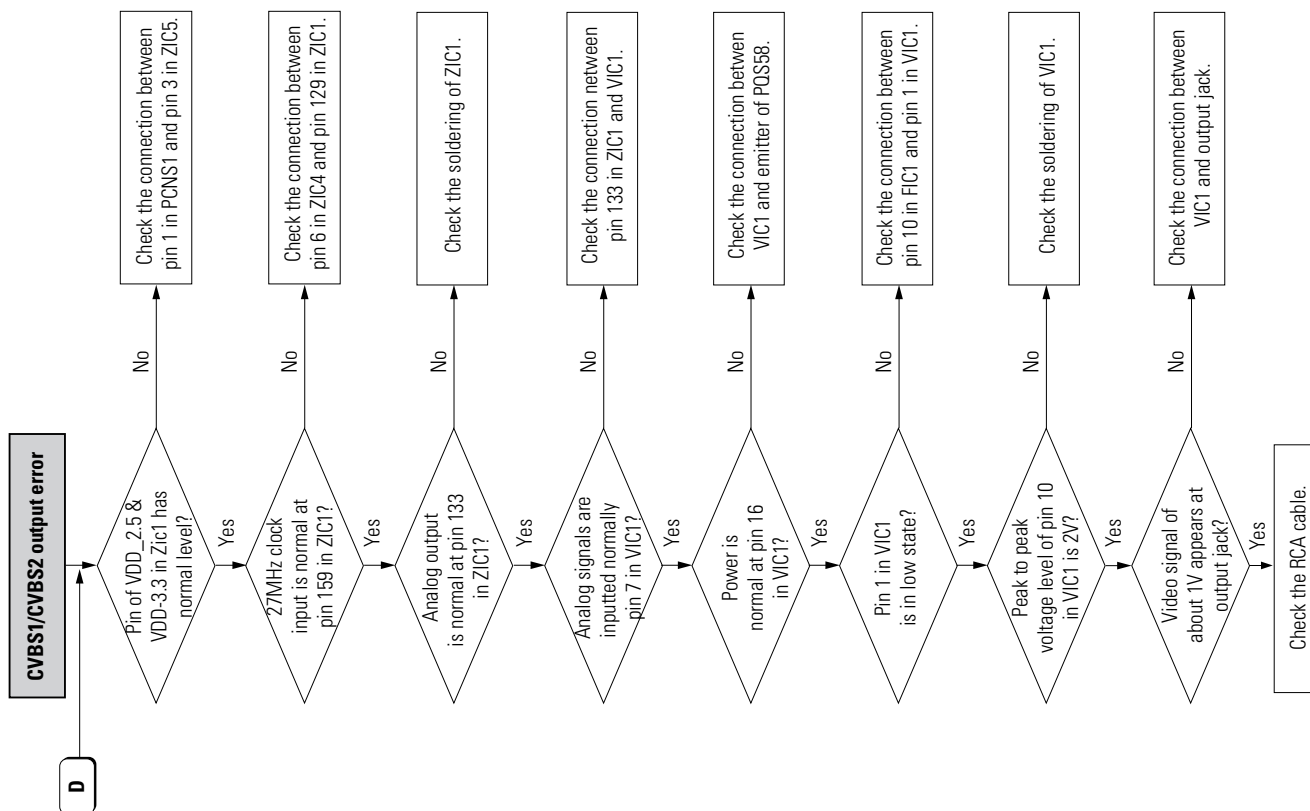 CVBS1/CVBS2 output error
D
Pin of VDD_2.5 &
VDD-3.3 in Zic1 has
normal level?
No
Check the connection between
pin 1 in PCNS1 and pin 3 in ZIC5.
Yes
27MHz clock
input is normal at
pin 159 in ZIC1?
No
Check the connection between
pin 6 in ZIC4 and pin 129 in ZIC1.
Yes
Analog output
is normal at pin 133
in ZIC1?
No
Check the soldering of ZIC1.
Yes
Analog signals are
inputted normally
pin 7 in VIC1?
No
Check the connection netween
pin 133 in ZIC1 and VIC1.
Yes
Power is
normal at pin 16
in VIC1?
No
Check the connection between
VIC1 and emitter of PQS58.
Yes
Pin 1 in VIC1
is in low state?
No
Check the connection between
pin 10 in FIC1 and pin 1 in VIC1.
Yes
Peak to peak
voltage level of pin 10
in VIC1 is 2V?
No
Check the soldering of VIC1.
Yes
Video signal of
about 1V appears at
output jack?
No
Check the connection between
VIC1 and output jack.
Yes
Check the RCA cable.